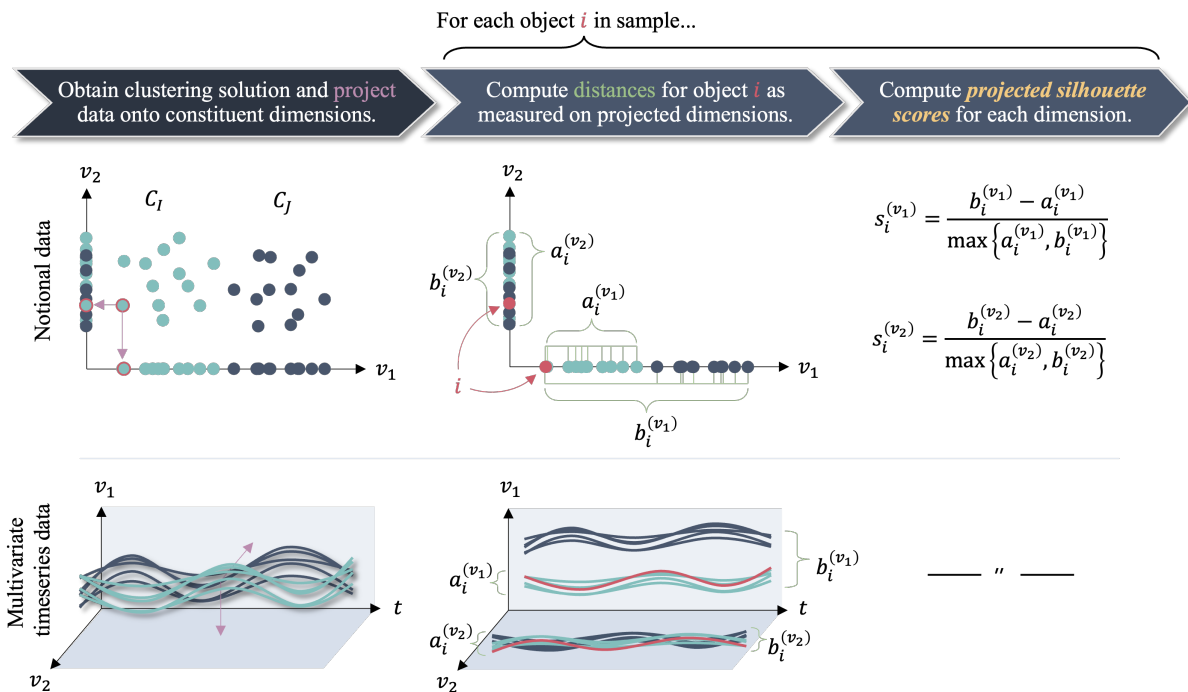 For each object i in sample...
Obtain clustering solution and project
data onto constituent dimensions.
Compute distances for object i as
measured on projected dimensions.
Compute projected silhouette
scores for each dimension.
Notional data
v₂
C_I
C_J
v₁
v₂
b_i^(v₂)
a_i^(v₂)
a_i^(v₁)
v₁
i
b_i^(v₁)
s_i^(v₁) = (b_i^(v₁) − a_i^(v₁)) / max{a_i^(v₁), b_i^(v₁)}
s_i^(v₂) = (b_i^(v₂) − a_i^(v₂)) / max{a_i^(v₂), b_i^(v₂)}
Multivariate
timeseries data
v₁
t
v₂
v₁
a_i^(v₁)
b_i^(v₁)
t
a_i^(v₂)
b_i^(v₂)
v₂
—— " ——